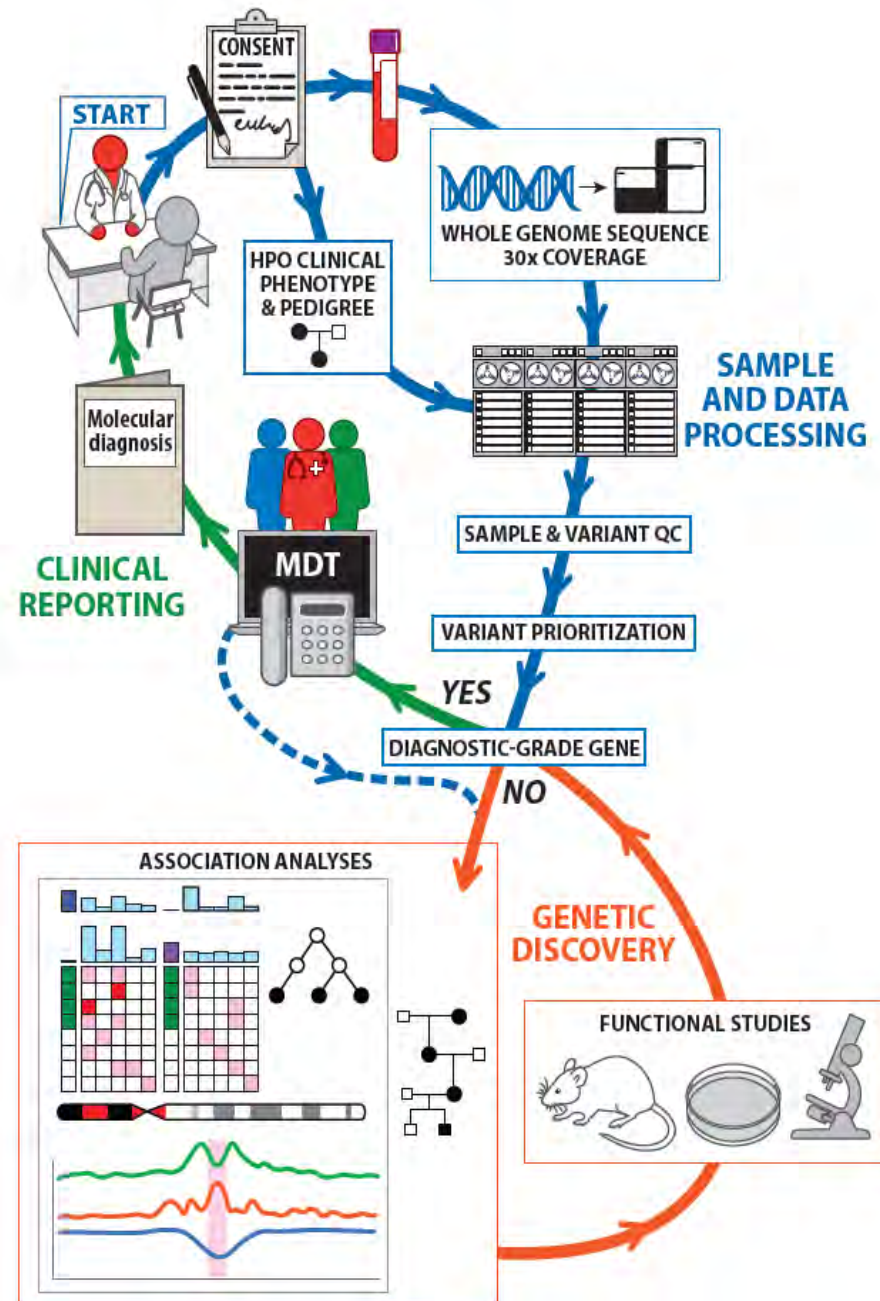 CONSENT
START
WHOLE GENOME SEQUENCE
30x COVERAGE
HPO CLINICAL
PHENOTYPE
& PEDIGREE
SAMPLE
AND DATA
PROCESSING
Molecular
diagnosis
MDT
SAMPLE & VARIANT QC
CLINICAL
REPORTING
VARIANT PRIORITIZATION
YES
DIAGNOSTIC-GRADE GENE
NO
ASSOCIATION ANALYSES
GENETIC
DISCOVERY
FUNCTIONAL STUDIES